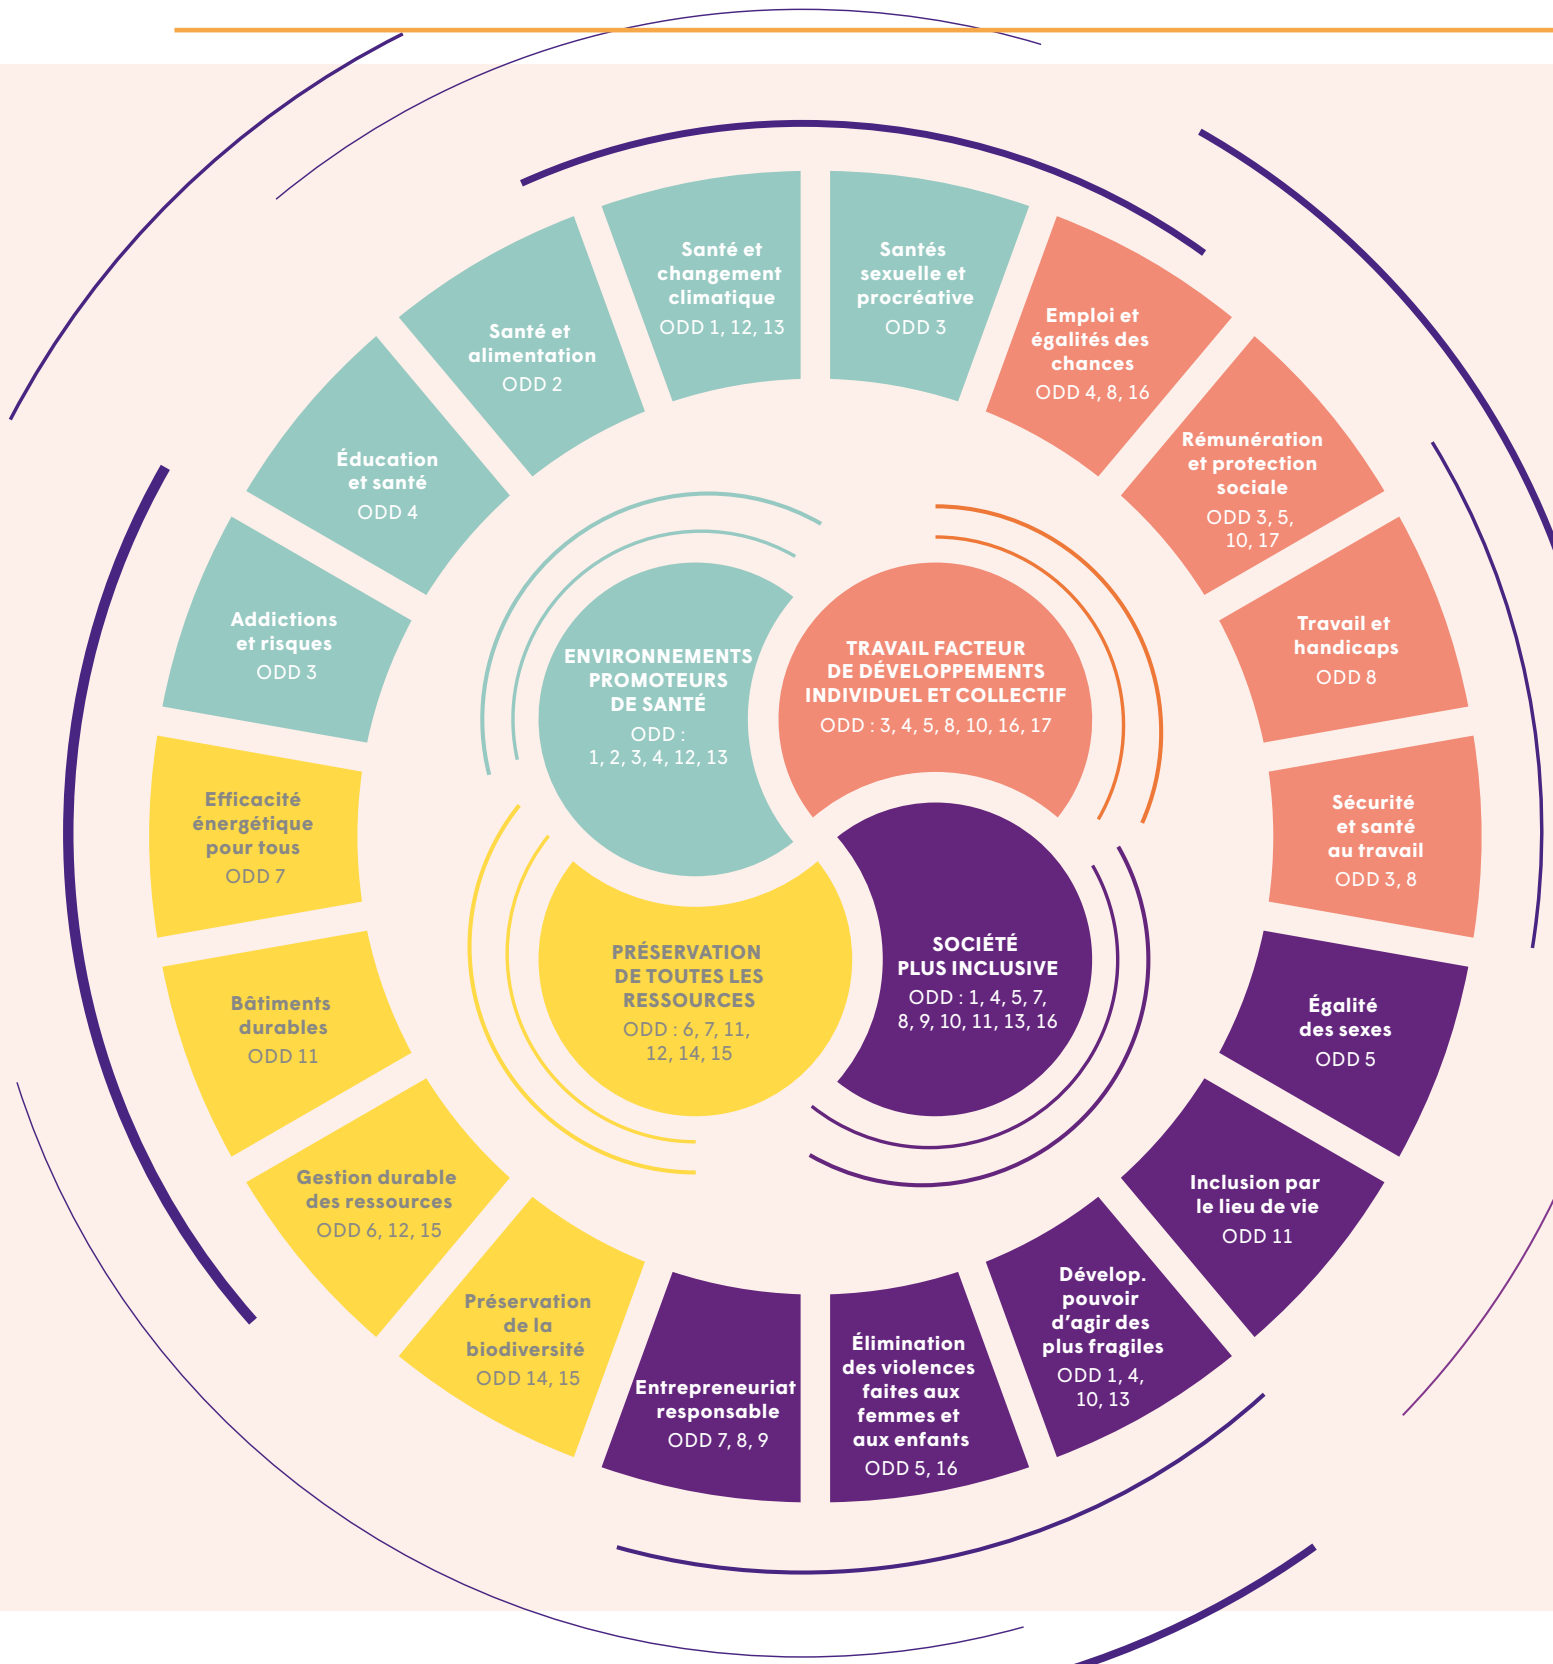 Santé et
changement
climatique
ODD 1, 12, 13
Santés
sexuelle et
procréative
ODD 3
Emploi et
égalités des
chances
ODD 4, 8, 16
Rémunération
et protection
sociale
ODD 3, 5,
10, 17
Travail et
handicaps
ODD 8
Sécurité
et santé
au travail
ODD 3, 8
Égalité
des sexes
ODD 5
Inclusion par
le lieu de vie
ODD 11
Dévelop.
pouvoir
d’agir des
plus fragiles
ODD 1, 4,
10, 13
Élimination
des violences
faites aux
femmes et
aux enfants
ODD 5, 16
Entrepreneuriat
responsable
ODD 7, 8, 9
Préservation
de la
biodiversité
ODD 14, 15
Gestion durable
des ressources
ODD 6, 12, 15
Bâtiments
durables
ODD 11
Efficacité
énergétique
pour tous
ODD 7
Addictions
et risques
ODD 3
Éducation
et santé
ODD 4
Santé et
alimentation
ODD 2
ENVIRONNEMENTS
PROMOTEURS
DE SANTÉ
ODD :
1, 2, 3, 4, 12, 13
TRAVAIL FACTEUR
DE DÉVELOPPEMENTS
INDIVIDUEL ET COLLECTIF
ODD : 3, 4, 5, 8, 10, 16, 17
PRÉSERVATION
DE TOUTES LES
RESSOURCES
ODD : 6, 7, 11,
12, 14, 15
SOCIÉTÉ
PLUS INCLUSIVE
ODD : 1, 4, 5, 7,
8, 9, 10, 11, 13, 16